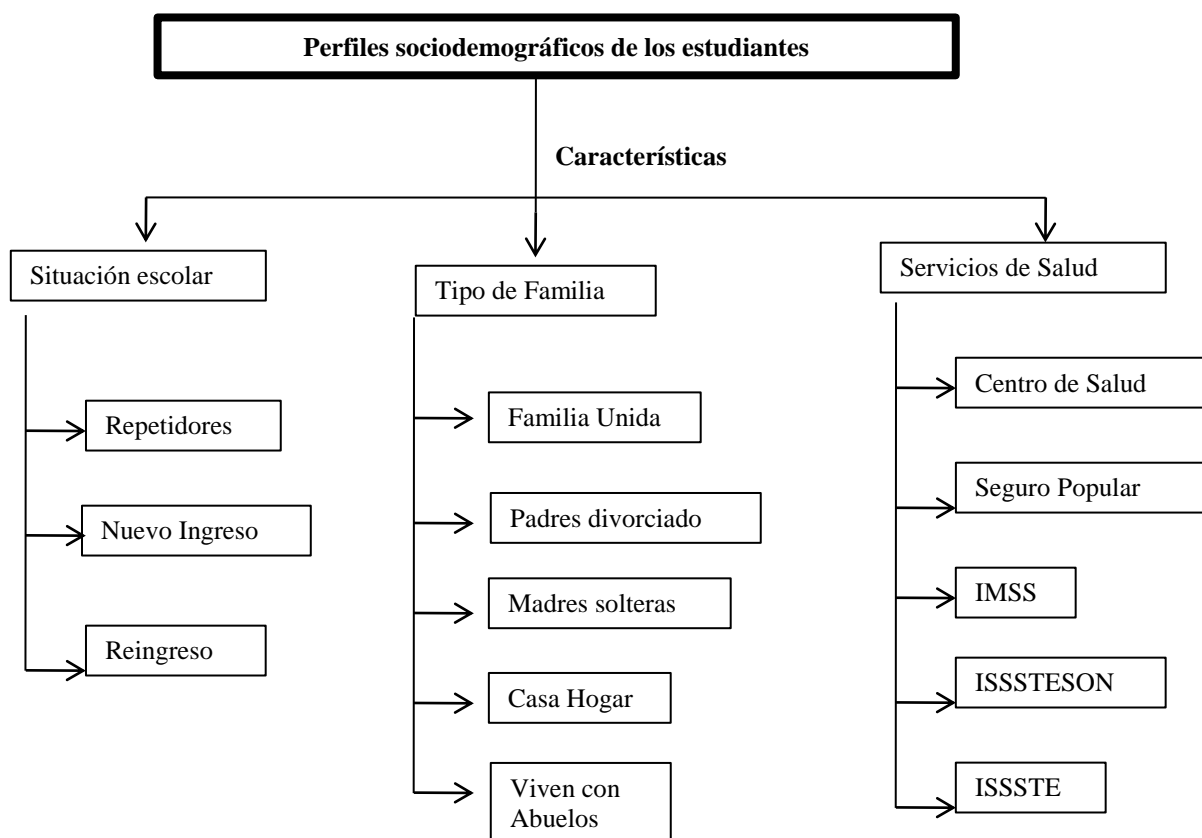 Perfiles sociodemográficos de los estudiantes
Características
Situación escolar
Repetidores
Nuevo Ingreso
Reingreso
Tipo de Familia
Familia Unida
Padres divorciado
Madres solteras
Casa Hogar
Viven con
Abuelos
Servicios de Salud
Centro de Salud
Seguro Popular
IMSS
ISSSTESON
ISSSTE